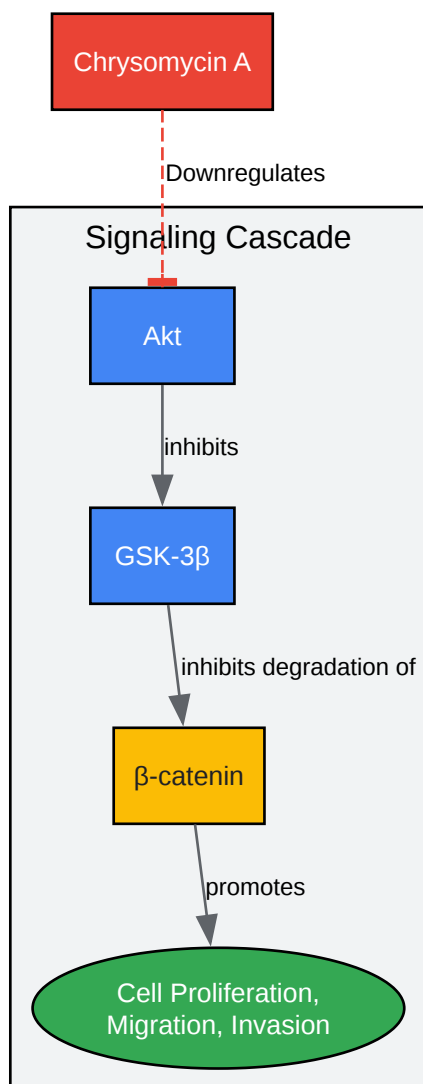 Chrysomycin A
Downregulates
Signaling Cascade
Akt
inhibits
GSK-3β
inhibits degradation of
β-catenin
promotes
Cell Proliferation,
Migration, Invasion